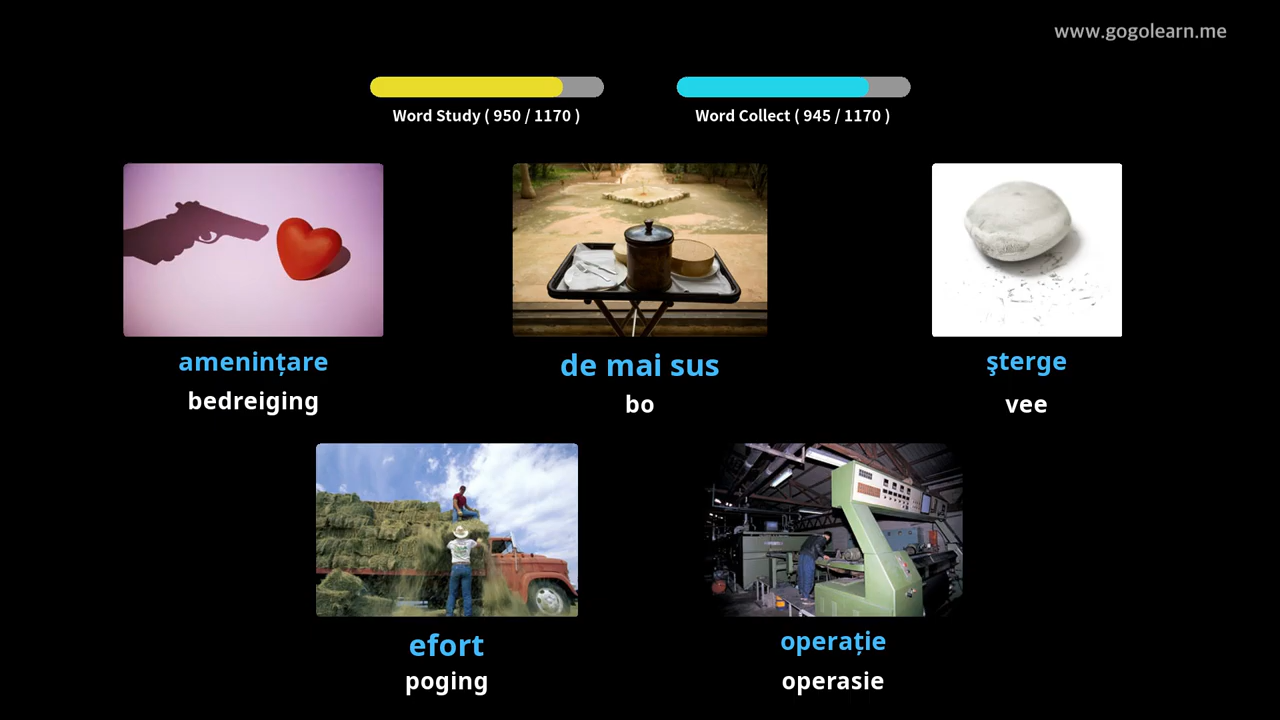 www.gogolearn.me
Word Study ( 950 / 1170 )
Word Collect ( 945 / 1170 )
amenințare
bedreiging
de mai sus
bo
şterge
vee
efort
poging
operație
operasie